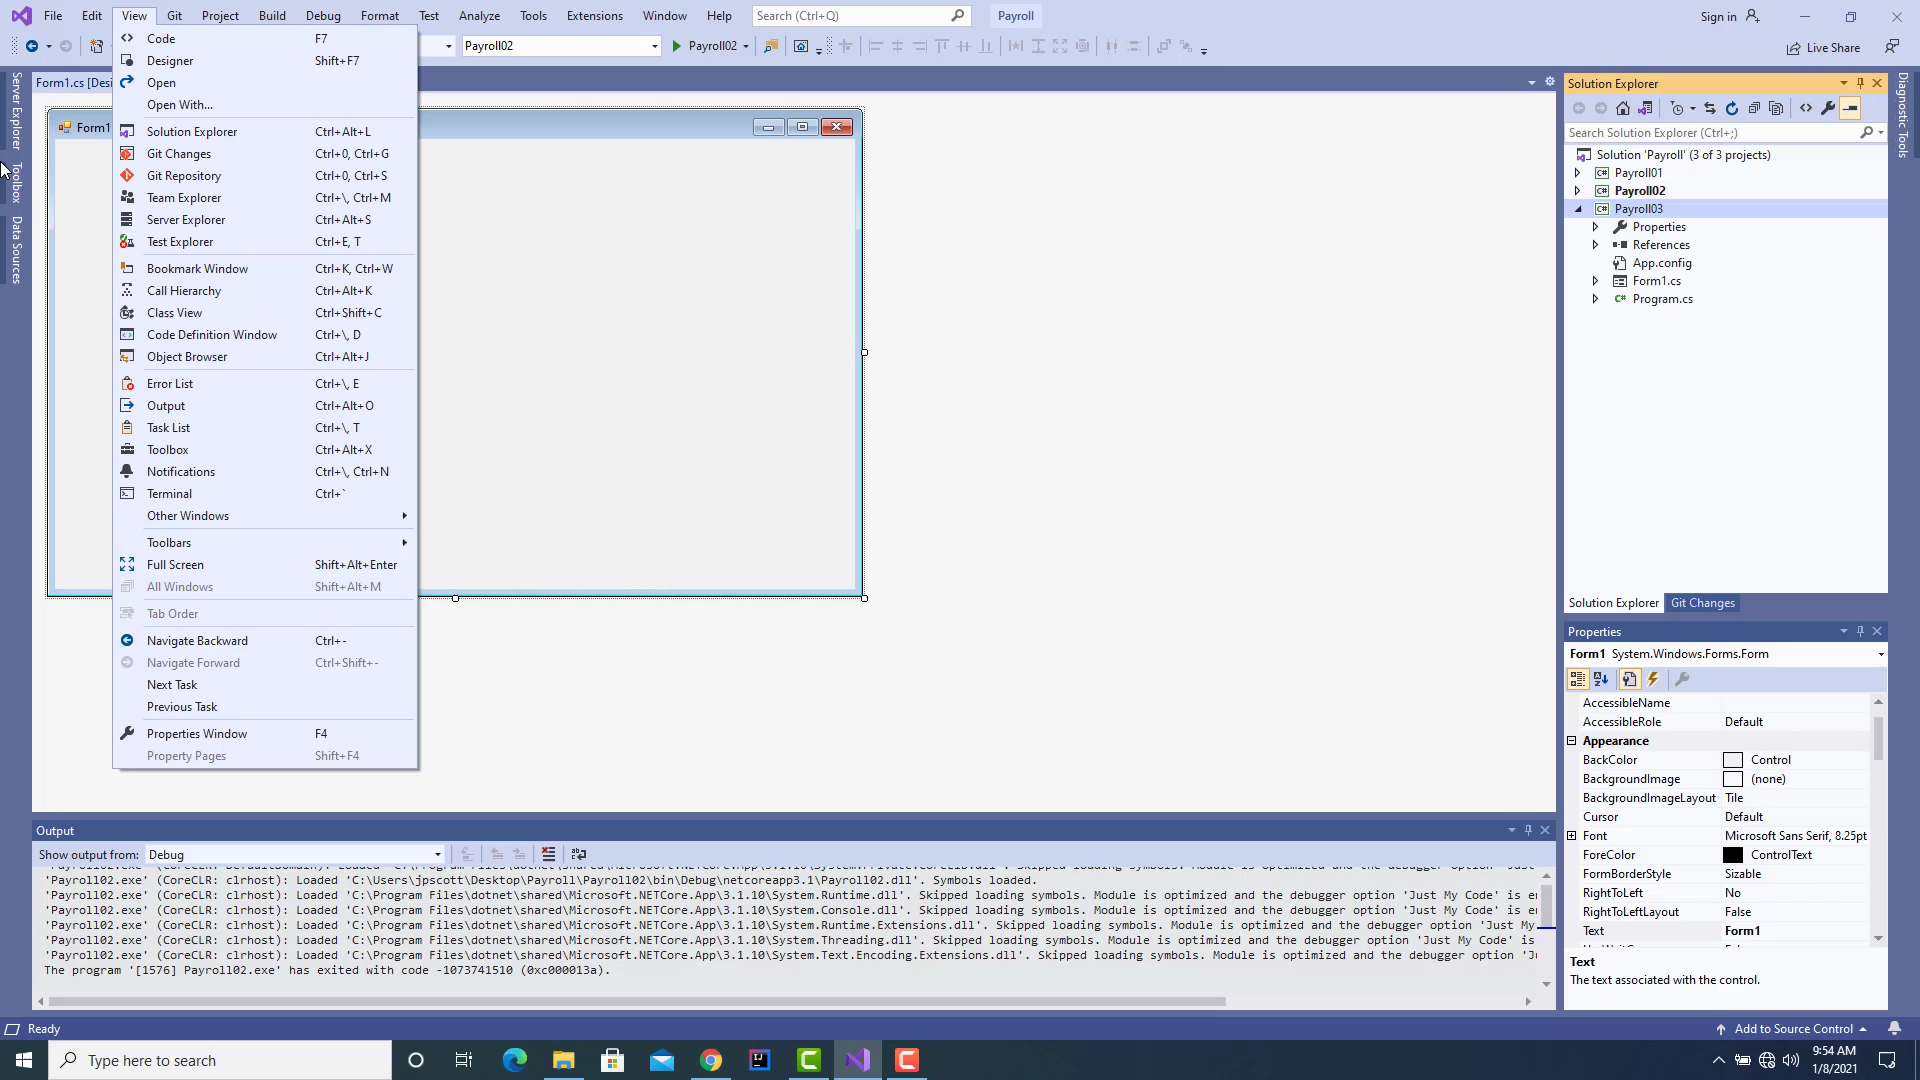 File Edit View Git Project Build Debug Format Test Analyze Tools Extensions Window Help Search (Ctrl+Q) Payroll Sign in
Payroll02 Payroll02 Live Share
Form1.cs [Desi
Form1
Server Explorer
Toolbox
Data Sources
Code F7
Designer Shift+F7
Open
Open With...
Solution Explorer Ctrl+Alt+L
Git Changes Ctrl+0, Ctrl+G
Git Repository Ctrl+0, Ctrl+S
Team Explorer Ctrl+\, Ctrl+M
Server Explorer Ctrl+Alt+S
Test Explorer Ctrl+E, T
Bookmark Window Ctrl+K, Ctrl+W
Call Hierarchy Ctrl+Alt+K
Class View Ctrl+Shift+C
Code Definition Window Ctrl+\, D
Object Browser Ctrl+Alt+J
Error List Ctrl+\, E
Output Ctrl+Alt+O
Task List Ctrl+\, T
Toolbox Ctrl+Alt+X
Notifications Ctrl+\, Ctrl+N
Terminal Ctrl+`
Other Windows
Toolbars
Full Screen Shift+Alt+Enter
All Windows Shift+Alt+M
Tab Order
Navigate Backward Ctrl+-
Navigate Forward Ctrl+Shift+-
Next Task
Previous Task
Properties Window F4
Property Pages Shift+F4
Solution Explorer
Search Solution Explorer (Ctrl+;)
Solution 'Payroll' (3 of 3 projects)
Payroll01
Payroll02
Payroll03
Properties
References
App.config
Form1.cs
Program.cs
Solution Explorer Git Changes
Diagnostic Tools
Properties
Form1 System.Windows.Forms.Form
AccessibleName
AccessibleRole Default
Appearance
BackColor Control
BackgroundImage (none)
BackgroundImageLayout Tile
Cursor Default
Font Microsoft Sans Serif, 8.25pt
ForeColor ControlText
FormBorderStyle Sizable
RightToLeft No
RightToLeftLayout False
Text Form1
Text
The text associated with the control.
Output
Show output from: Debug
'Payroll02.exe' (CoreCLR: clrhost): Loaded 'C:\Users\jpscott\Desktop\Payroll\Payroll02\bin\Debug\netcoreapp3.1\Payroll02.dll'. Symbols loaded.
'Payroll02.exe' (CoreCLR: clrhost): Loaded 'C:\Program Files\dotnet\shared\Microsoft.NETCore.App\3.1.10\System.Runtime.dll'. Skipped loading symbols. Module is optimized and the debugger option 'Just My Code' is en
'Payroll02.exe' (CoreCLR: clrhost): Loaded 'C:\Program Files\dotnet\shared\Microsoft.NETCore.App\3.1.10\System.Console.dll'. Skipped loading symbols. Module is optimized and the debugger option 'Just My Code' is en
'Payroll02.exe' (CoreCLR: clrhost): Loaded 'C:\Program Files\dotnet\shared\Microsoft.NETCore.App\3.1.10\System.Runtime.Extensions.dll'. Skipped loading symbols. Module is optimized and the debugger option 'Just My
'Payroll02.exe' (CoreCLR: clrhost): Loaded 'C:\Program Files\dotnet\shared\Microsoft.NETCore.App\3.1.10\System.Threading.dll'. Skipped loading symbols. Module is optimized and the debugger option 'Just My Code' is
'Payroll02.exe' (CoreCLR: clrhost): Loaded 'C:\Program Files\dotnet\shared\Microsoft.NETCore.App\3.1.10\System.Text.Encoding.Extensions.dll'. Skipped loading symbols. Module is optimized and the debugger option 'J
The program '[1576] Payroll02.exe' has exited with code -1073741510 (0xc000013a).
Ready Add to Source Control
Type here to search
9:54 AM
1/8/2021